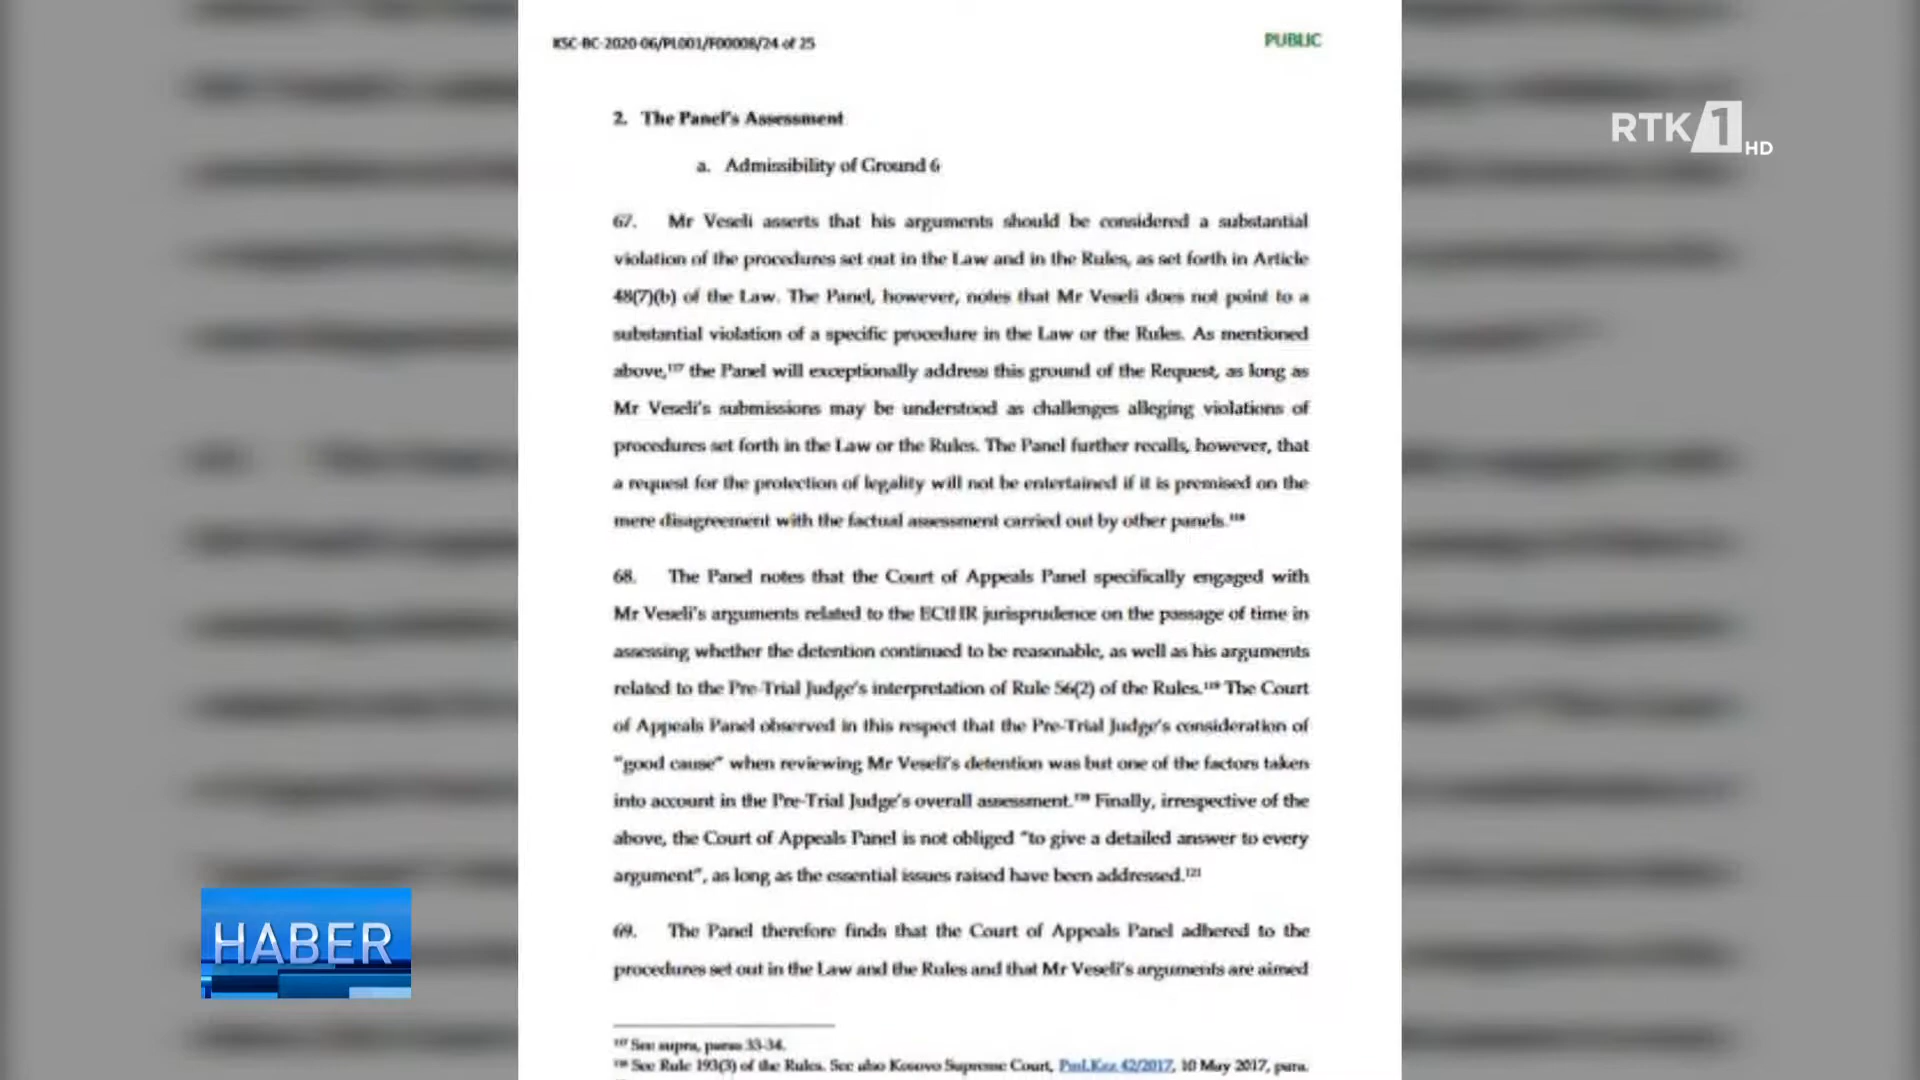 KSC-BC-2020-06/PL001/F00008/24 of 25
PUBLIC
RTK 1 HD
2. The Panel's Assessment
a. Admissibility of Ground 6
67. Mr Veseli asserts that his arguments should be considered a substantial
violation of the procedures set out in the Law and in the Rules, as set forth in Article
48(7)(b) of the Law. The Panel, however, notes that Mr Veseli does not point to a
substantial violation of a specific procedure in the Law or the Rules. As mentioned
above,¹¹⁷ the Panel will exceptionally address this ground of the Request, as long as
Mr Veseli's submissions may be understood as challenges alleging violations of
procedures set forth in the Law or the Rules. The Panel further recalls, however, that
a request for the protection of legality will not be entertained if it is premised on the
mere disagreement with the factual assessment carried out by other panels.¹¹⁸
68. The Panel notes that the Court of Appeals Panel specifically engaged with
Mr Veseli's arguments related to the ECtHR jurisprudence on the passage of time in
assessing whether the detention continued to be reasonable, as well as his arguments
related to the Pre-Trial Judge's interpretation of Rule 56(2) of the Rules.¹¹⁹ The Court
of Appeals Panel observed in this respect that the Pre-Trial Judge's consideration of
"good cause" when reviewing Mr Veseli's detention was but one of the factors taken
into account in the Pre-Trial Judge's overall assessment.¹²⁰ Finally, irrespective of the
above, the Court of Appeals Panel is not obliged "to give a detailed answer to every
argument", as long as the essential issues raised have been addressed.¹²¹
69. The Panel therefore finds that the Court of Appeals Panel adhered to the
procedures set out in the Law and the Rules and that Mr Veseli's arguments are aimed
¹¹⁷ See supra, paras 33-34.
¹¹⁸ See Rule 193(3) of the Rules. See also Kosovo Supreme Court, Pml.Kzz 42/2017, 10 May 2017, para.
HABER